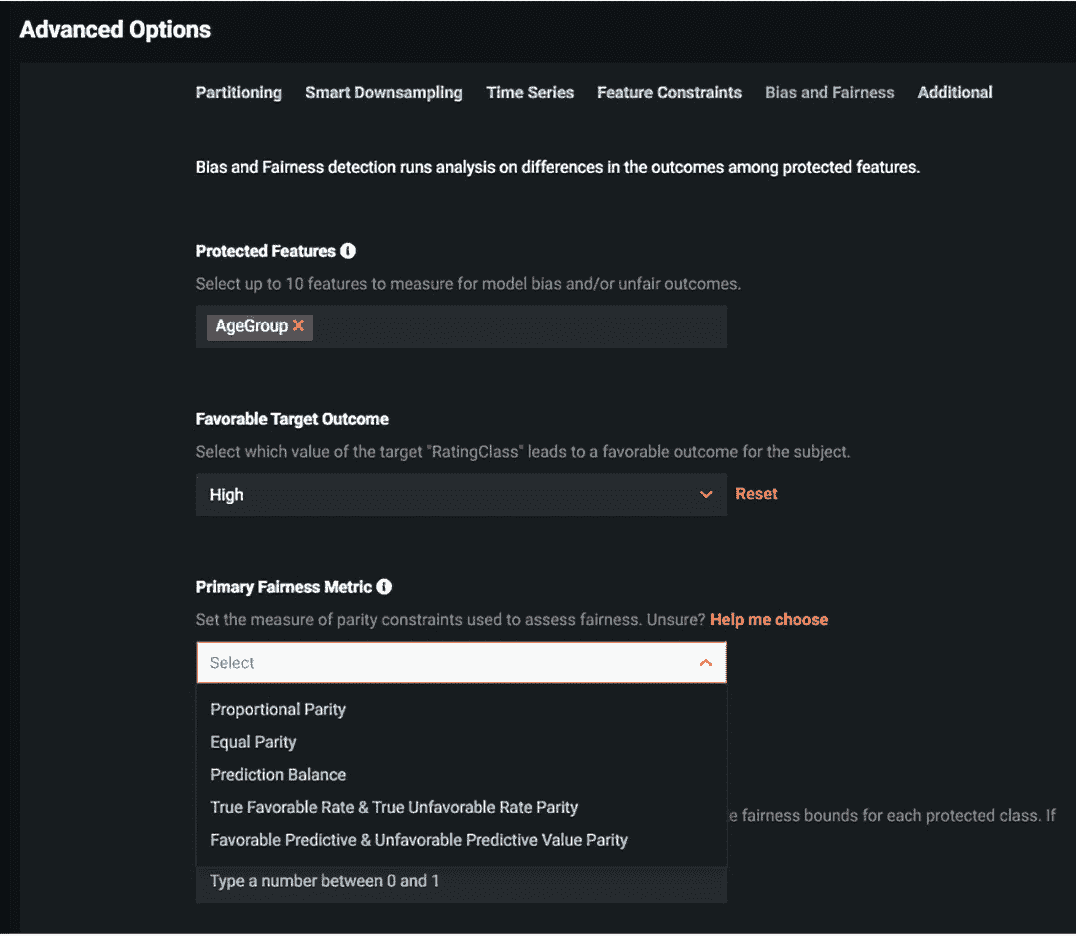 Advanced Options
Partitioning Smart Downsampling Time Series Feature Constraints Bias and Fairness Additional
Bias and Fairness detection runs analysis on differences in the outcomes among protected features.
Protected Features
Select up to 10 features to measure for model bias and/or unfair outcomes.
AgeGroup
Favorable Target Outcome
Select which value of the target "RatingClass" leads to a favorable outcome for the subject.
High Reset
Primary Fairness Metric
Set the measure of parity constraints used to assess fairness. Unsure? Help me choose
Select
Proportional Parity
Equal Parity
Prediction Balance
True Favorable Rate & True Unfavorable Rate Parity
fairness bounds for each protected class. If
Favorable Predictive & Unfavorable Predictive Value Parity
Type a number between 0 and 1